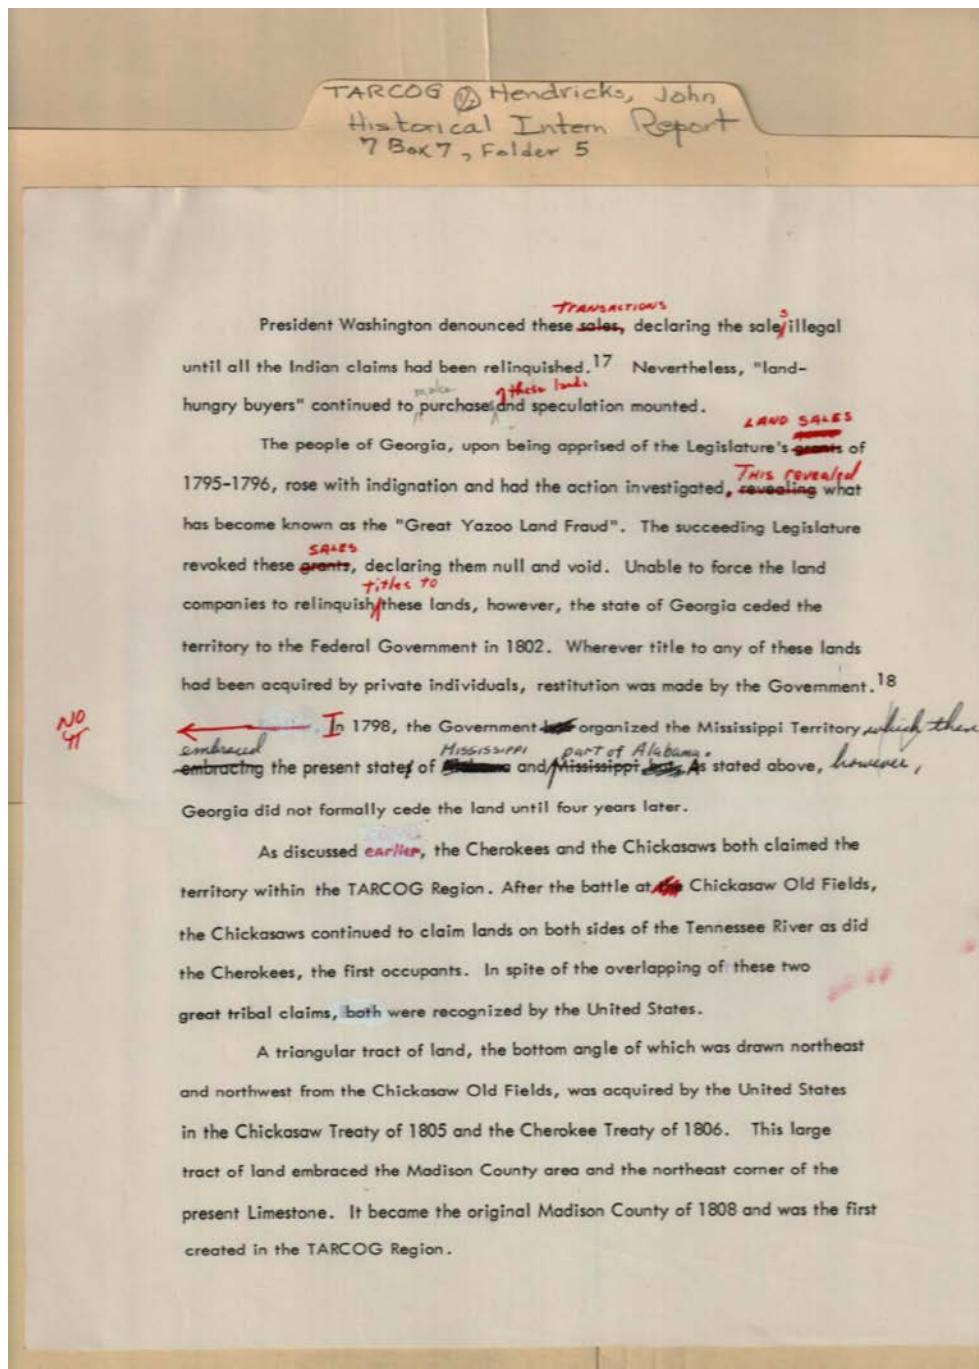 TARCOG Hendricks, John
Historical Intern Report
7 Box 7, Folder 5
TRANSACTIONS
President Washington denounced these sales, declaring the sales illegal
until all the Indian claims had been relinquished.17 Nevertheless, "land-
make these lands
hungry buyers" continued to purchase and speculation mounted.
LAND SALES
The people of Georgia, upon being apprised of the Legislature's grants of
This revealed
1795-1796, rose with indignation and had the action investigated, revealing what
has become known as the "Great Yazoo Land Fraud". The succeeding Legislature
SALES
revoked these grants, declaring them null and void. Unable to force the land
titles to
companies to relinquish these lands, however, the state of Georgia ceded the
territory to the Federal Government in 1802. Wherever title to any of these lands
had been acquired by private individuals, restitution was made by the Government.18
NO ¶
In 1798, the Government organized the Mississippi Territory which then
embraced MISSISSIPPI part of Alabama.
embracing the present state of Alabama and Mississippi As stated above, however,
Georgia did not formally cede the land until four years later.
As discussed earlier, the Cherokees and the Chickasaws both claimed the
territory within the TARCOG Region. After the battle at the Chickasaw Old Fields,
the Chickasaws continued to claim lands on both sides of the Tennessee River as did
the Cherokees, the first occupants. In spite of the overlapping of these two
great tribal claims, both were recognized by the United States.
A triangular tract of land, the bottom angle of which was drawn northeast
and northwest from the Chickasaw Old Fields, was acquired by the United States
in the Chickasaw Treaty of 1805 and the Cherokee Treaty of 1806. This large
tract of land embraced the Madison County area and the northeast corner of the
present Limestone. It became the original Madison County of 1808 and was the first
created in the TARCOG Region.